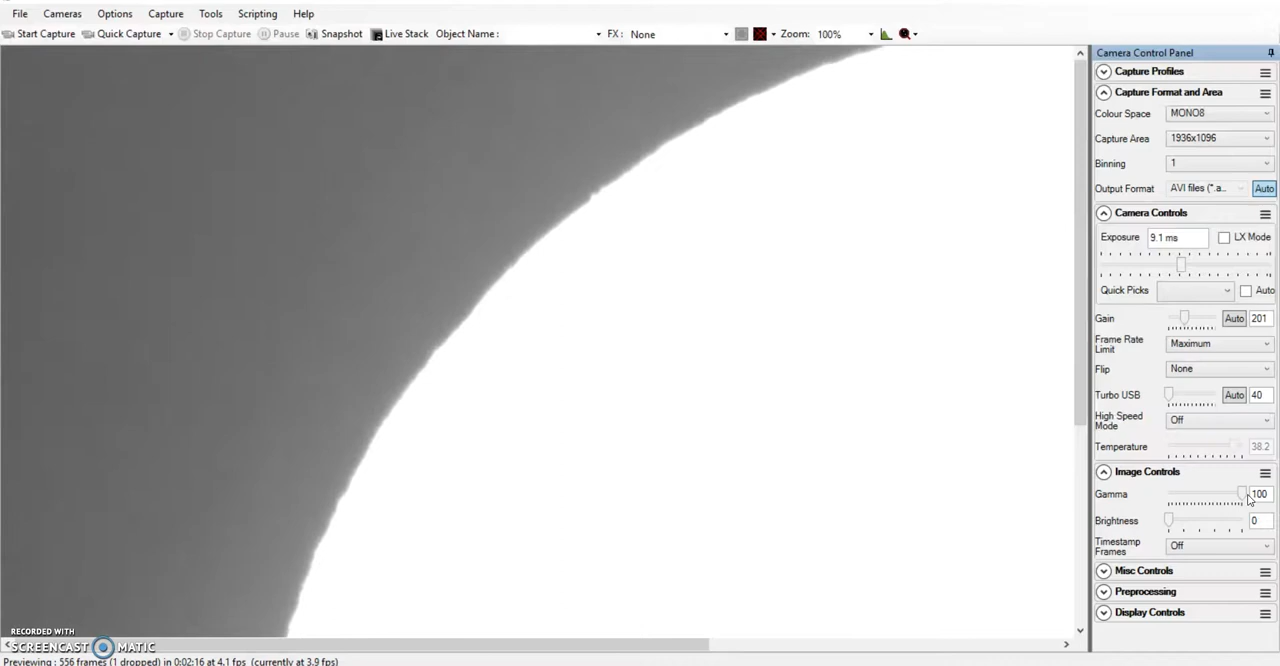 File Cameras Options Capture Tools Scripting Help
Start Capture Quick Capture Stop Capture Pause Snapshot Live Stack Object Name : FX : None Zoom: 100%
Camera Control Panel
Capture Profiles
Capture Format and Area
Colour Space MONO8
Capture Area 1936x1096
Binning 1
Output Format AVI files (*.a... Auto
Camera Controls
Exposure 9.1 ms LX Mode
Quick Picks Auto
Gain Auto 201
Frame Rate
Limit Maximum
Flip None
Turbo USB Auto 40
High Speed
Mode Off
Temperature 38.2
Image Controls
Gamma 100
Brightness 0
Timestamp
Frames Off
Misc Controls
Preprocessing
Display Controls
RECORDED WITH
SCREENCAST MATIC
Previewing : 556 frames (1 dropped) in 0:02:16 at 4.1 fps (currently at 3.9 fps)